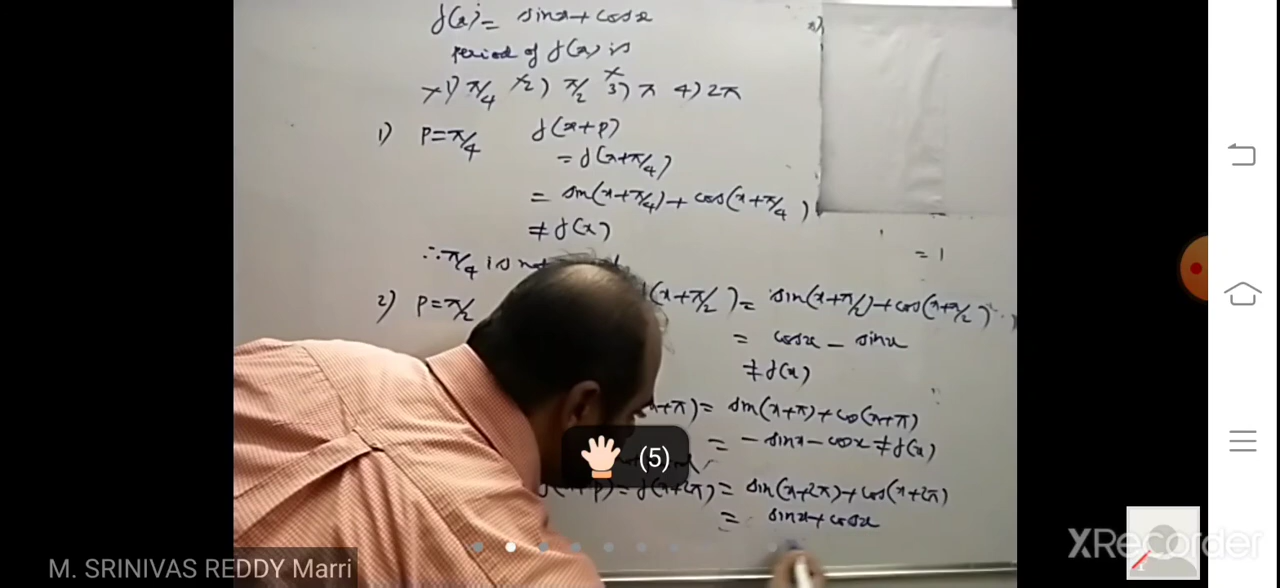 f(x) = sinx + cosx
period of f(x) is
1) π/4 2) π/2 3) π 4) 2π
1) P = π/4 f(x+p)
= f(x+π/4)
= sin(x+π/4) + cos(x+π/4)
≠ f(x)
= 1
∴ π/4 is not
2) P = π/2 (x+π/2) = sin(x+π/2) + cos(x+π/2)
= cosx - sinx
≠ f(x)
x+π) = sin(x+π) + cos(x+π)
= - sinx - cosx ≠ f(x)
(5)
p) = f(x+2π) = sin(x+2π) + cos(x+2π)
= sinx + cosx
XRecorder
M. SRINIVAS REDDY Marri